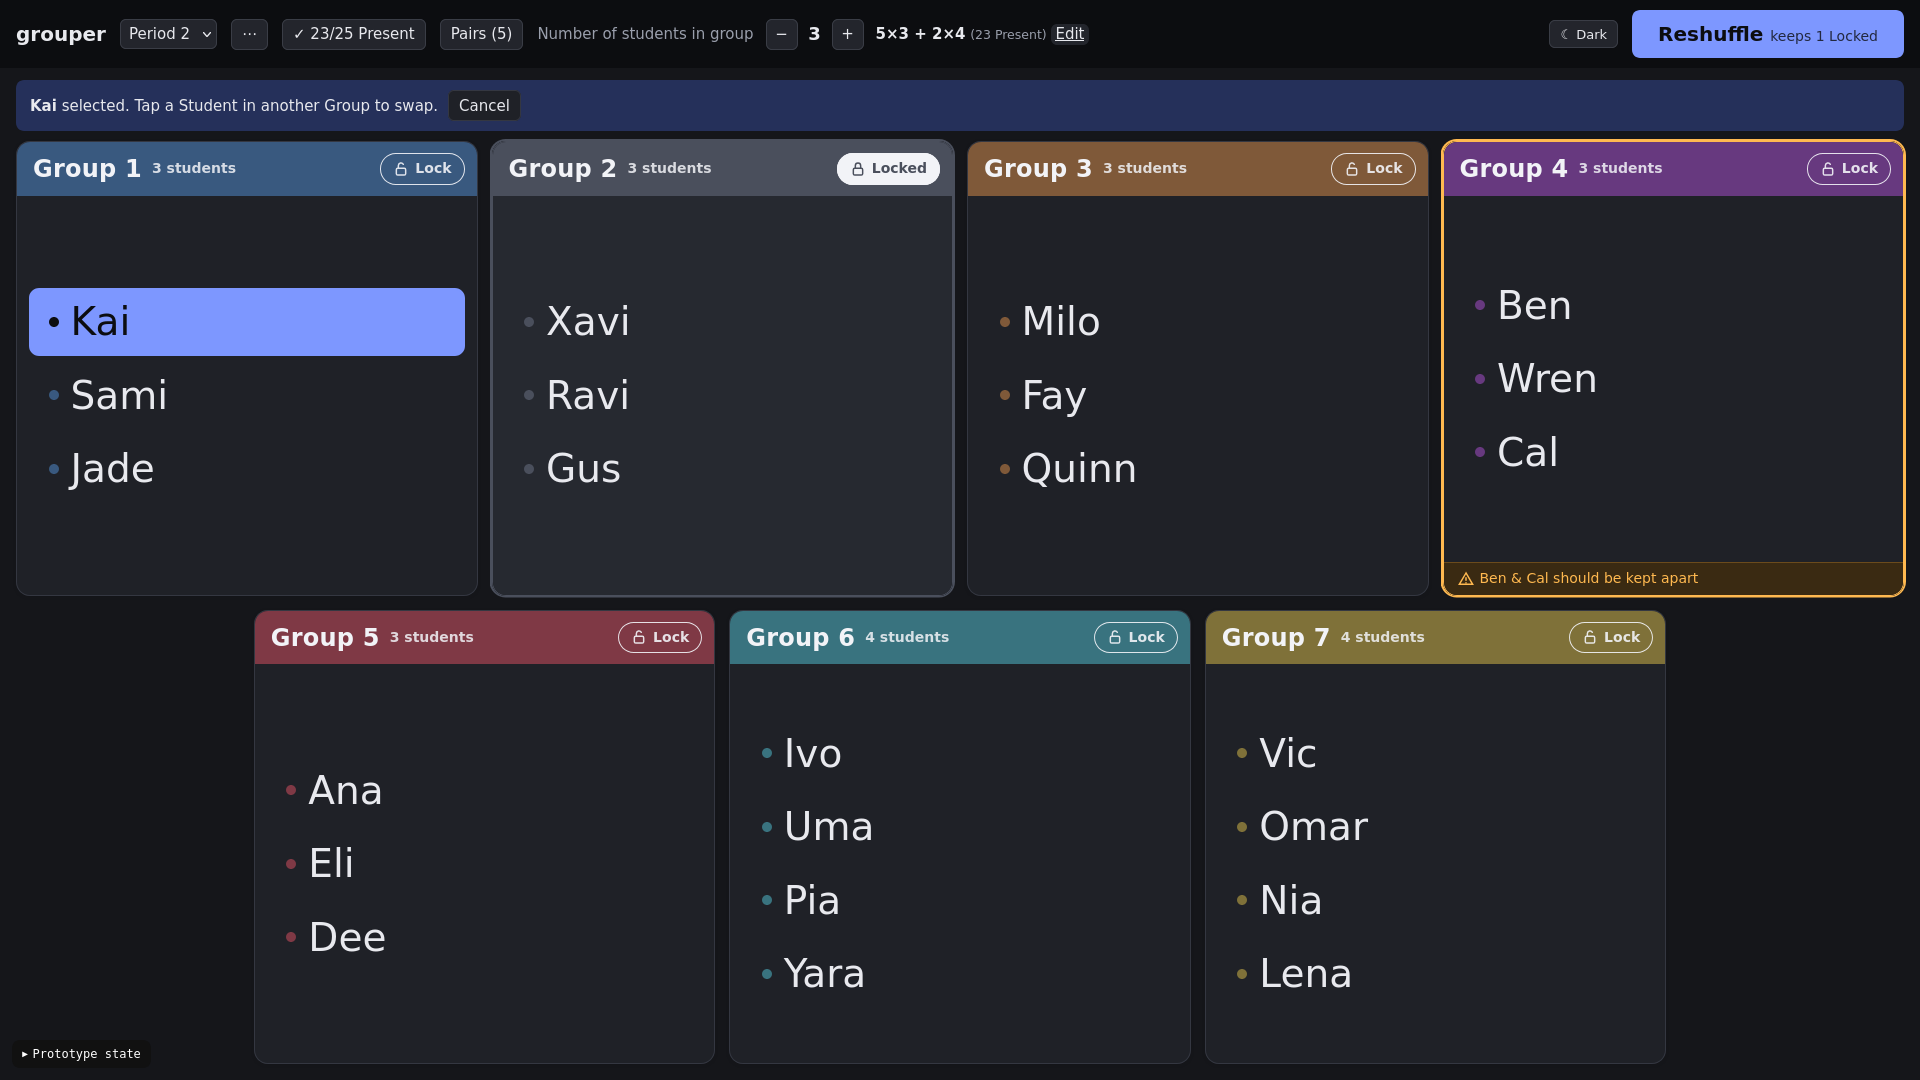 grouper Period 2 ... ✓ 23/25 Present Pairs (5) Number of students in group − 3 + 5×3 + 2×4 (23 Present) Edit ☾ Dark Reshuffle keeps 1 Locked
Kai selected. Tap a Student in another Group to swap. Cancel
Group 1 3 students Lock
Kai
Sami
Jade
Group 2 3 students Locked
Xavi
Ravi
Gus
Group 3 3 students Lock
Milo
Fay
Quinn
Group 4 3 students Lock
Ben
Wren
Cal
Ben & Cal should be kept apart
Group 5 3 students Lock
Ana
Eli
Dee
Group 6 4 students Lock
Ivo
Uma
Pia
Yara
Group 7 4 students Lock
Vic
Omar
Nia
Lena
▸ Prototype state